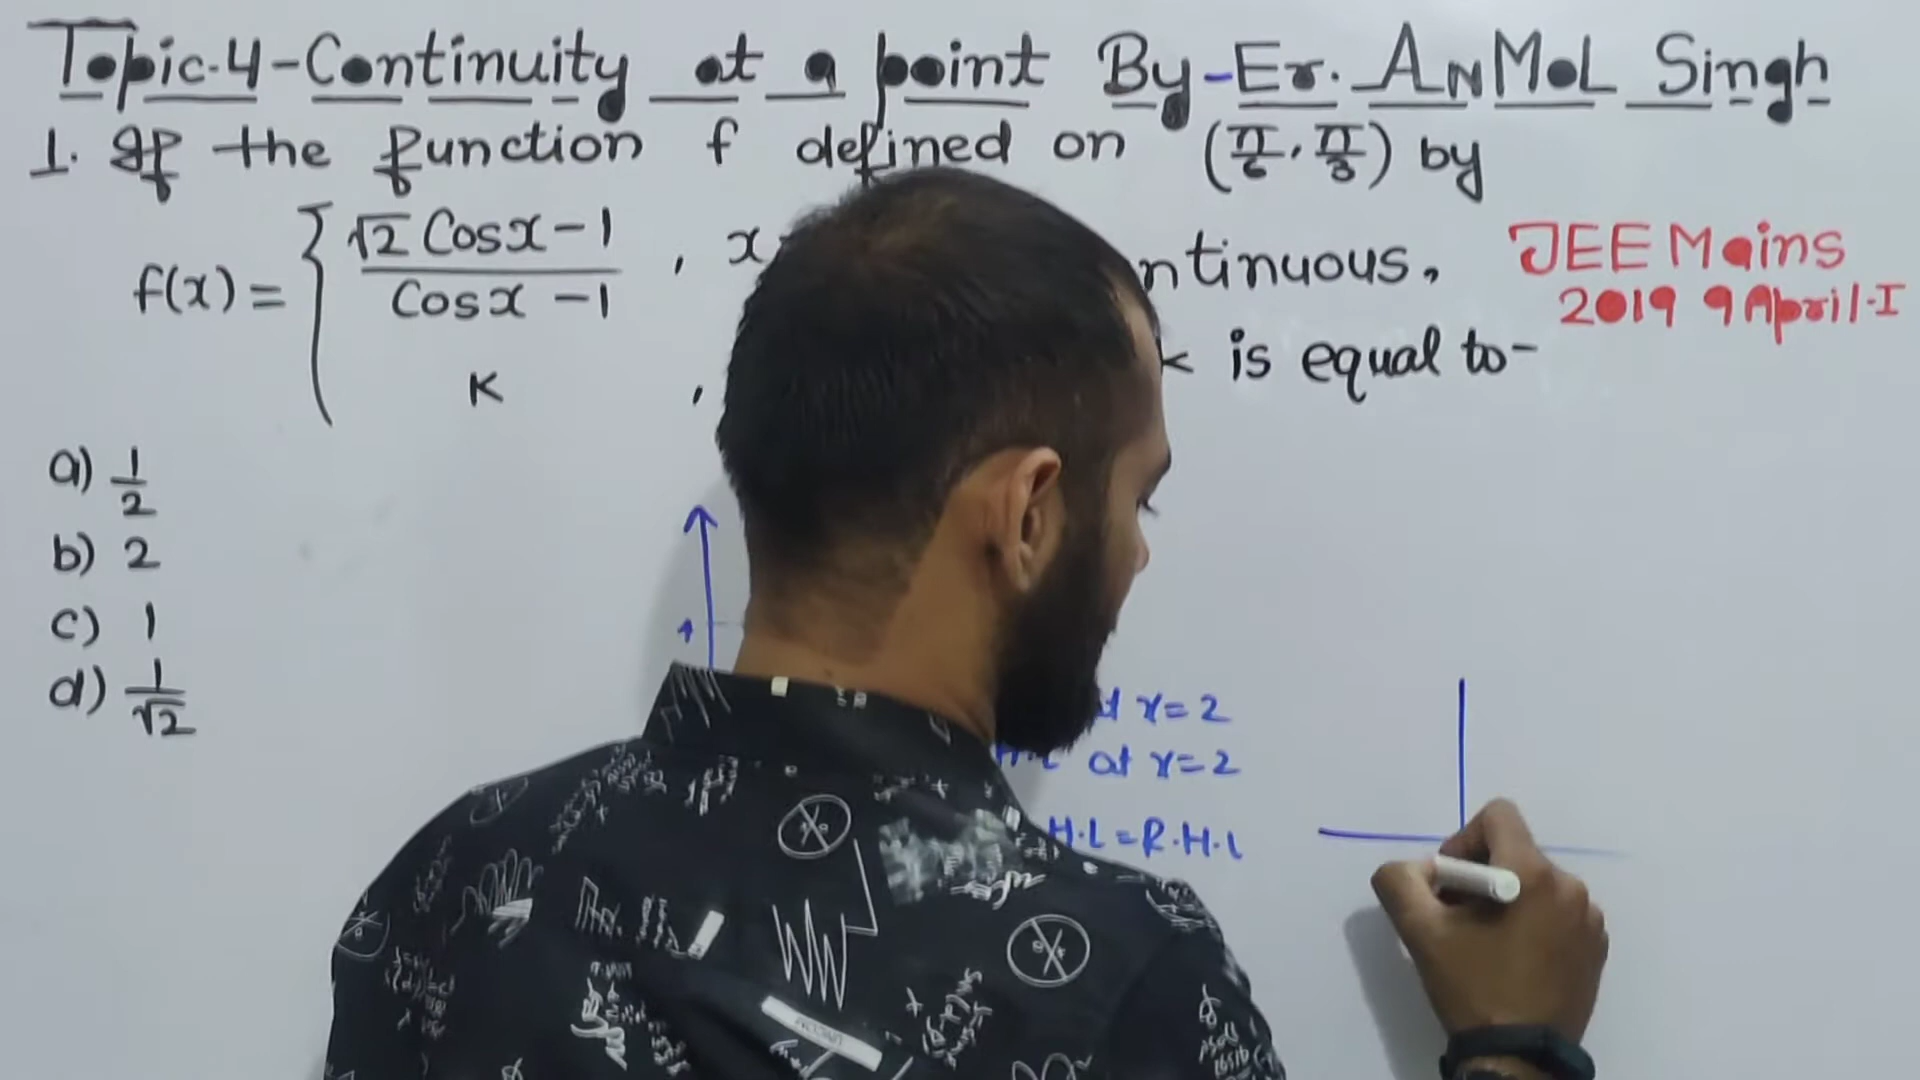 Topic-4-Continuity at a point By-Er. ANMOL Singh
1. If the function f defined on (π/6, π/3) by
f(x) = { (√2 Cosx - 1)/(Cosx - 1) , x ntinuous,
K , is equal to-
JEE Mains
2019 9 April-I
a) 1/2
b) 2
c) 1
d) 1/√2
1
x=2
at x=2
H.L = R.H.L